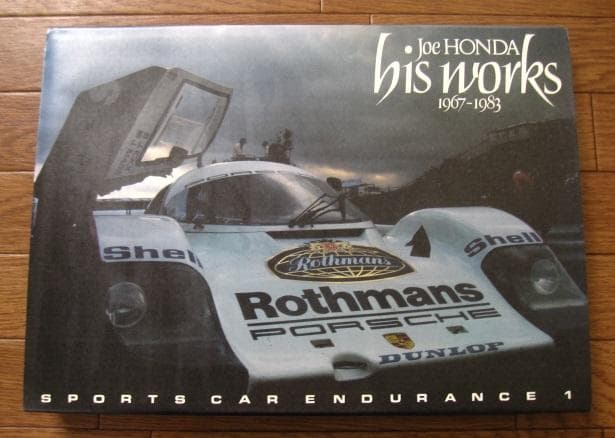 Joe HONDA
his works
1967-1983
Shell
Shell
Rothmans
Rothmans
PORSCHE
DUNLOP
SPORTS CAR ENDURANCE 1